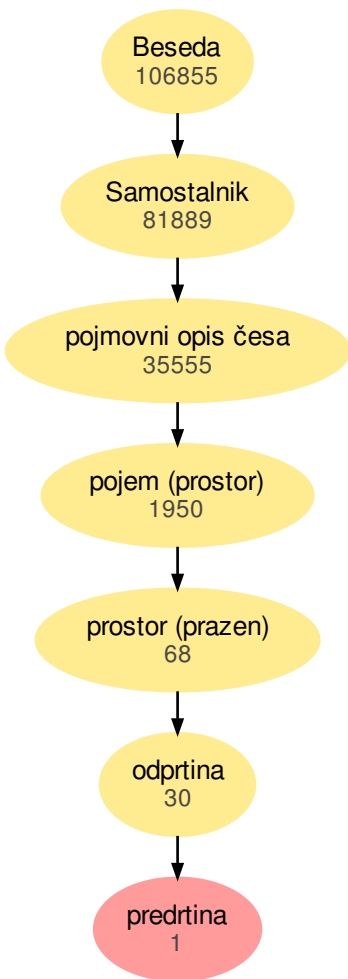 Beseda
106855
Samostalnik
81889
pojmovni opis česa
35555
pojem (prostor)
1950
prostor (prazen)
68
odprtina
30
predrtina
1